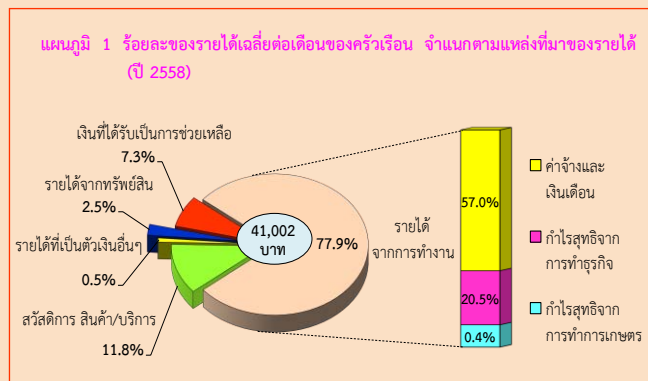 แผนภูมิ 1 ร้อยละของรายได้เฉลี่ยต่อเดือนของครัวเรือน จำแนกตามแหล่งที่มาของรายได้
(ปี 2558)
เงินที่ได้รับเป็นการช่วยเหลือ
7.3%
รายได้จากทรัพย์สิน
2.5%
รายได้ที่เป็นตัวเงินอื่นๆ
0.5%
สวัสดิการ สินค้า/บริการ
11.8%
41,002
บาท
77.9%
รายได้
จากการทำงาน
57.0%
20.5%
0.4%
ค่าจ้างและ
เงินเดือน
กำไรสุทธิจาก
การทำธุรกิจ
กำไรสุทธิจาก
การทำการเกษตร